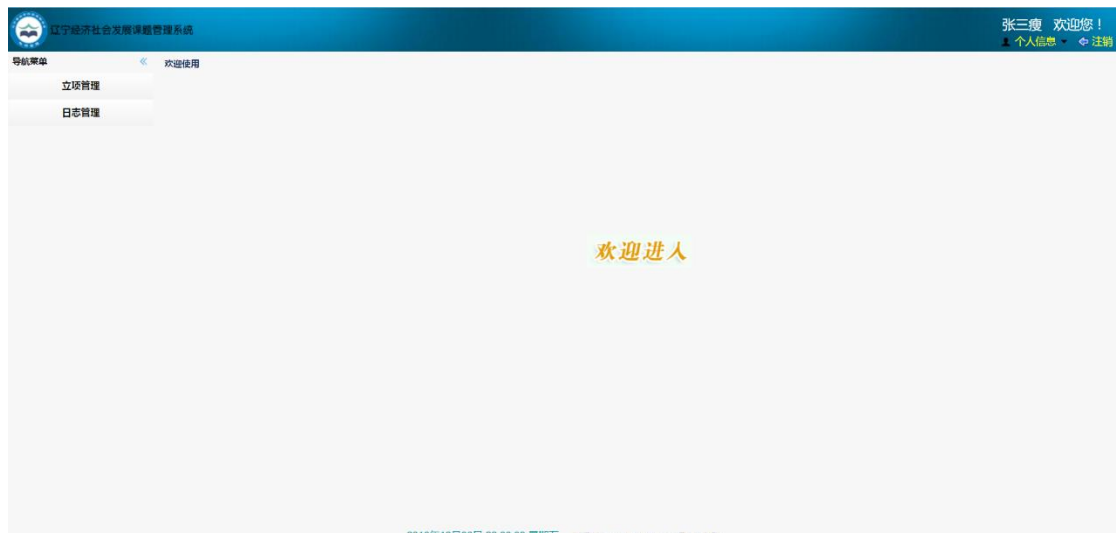 辽宁经济社会发展课题管理系统
张三瘦 欢迎您！
个人信息 注销
导航菜单
欢迎使用
立项管理
日志管理
欢迎进入